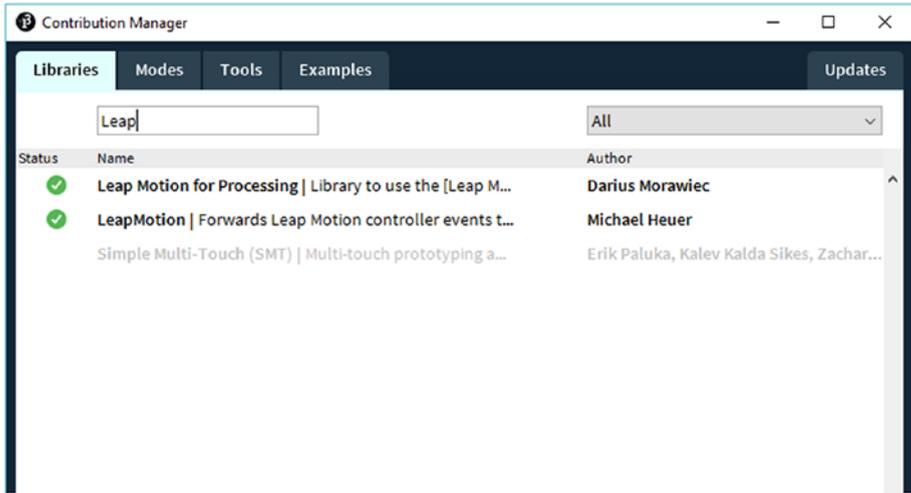 Contribution Manager
Libraries Modes Tools Examples Updates
Leap All
Status Name Author
Leap Motion for Processing | Library to use the [Leap M... Darius Morawiec
LeapMotion | Forwards Leap Motion controller events t... Michael Heuer
Simple Multi-Touch (SMT) | Multi-touch prototyping a... Erik Paluka, Kalev Kalda Sikes, Zachar...